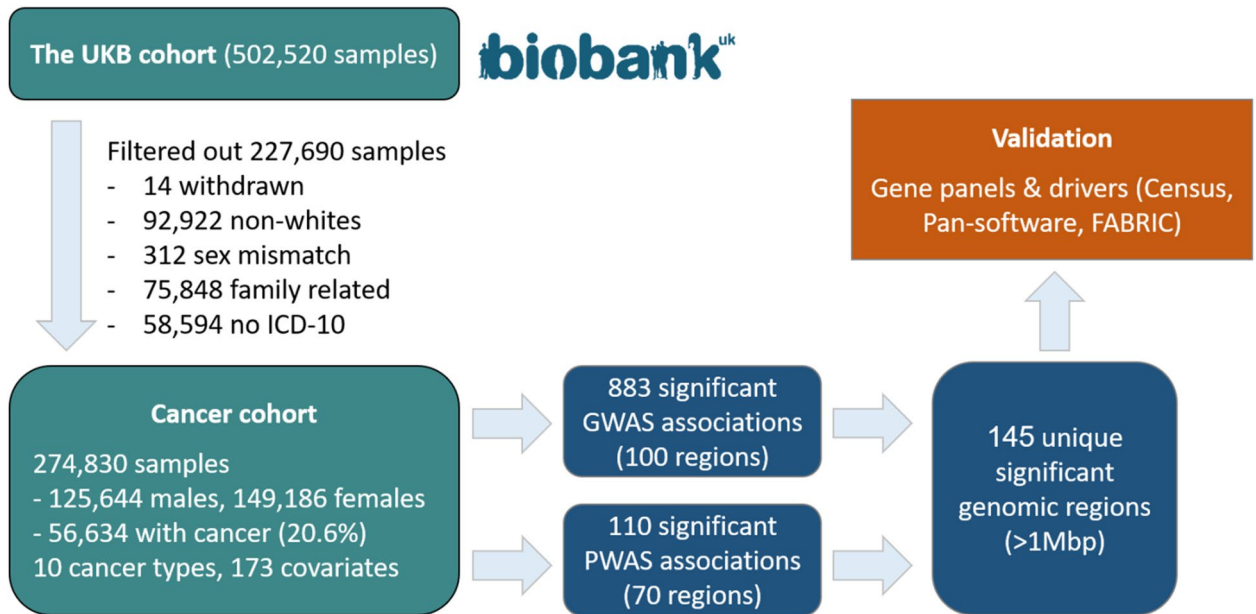 The UKB cohort (502,520 samples)
biobank uk
Filtered out 227,690 samples
- 14 withdrawn
- 92,922 non-whites
- 312 sex mismatch
- 75,848 family related
- 58,594 no ICD-10
Validation
Gene panels & drivers (Census,
Pan-software, FABRIC)
Cancer cohort
274,830 samples
- 125,644 males, 149,186 females
- 56,634 with cancer (20.6%)
10 cancer types, 173 covariates
883 significant
GWAS associations
(100 regions)
110 significant
PWAS associations
(70 regions)
145 unique
significant
genomic regions
(>1Mbp)